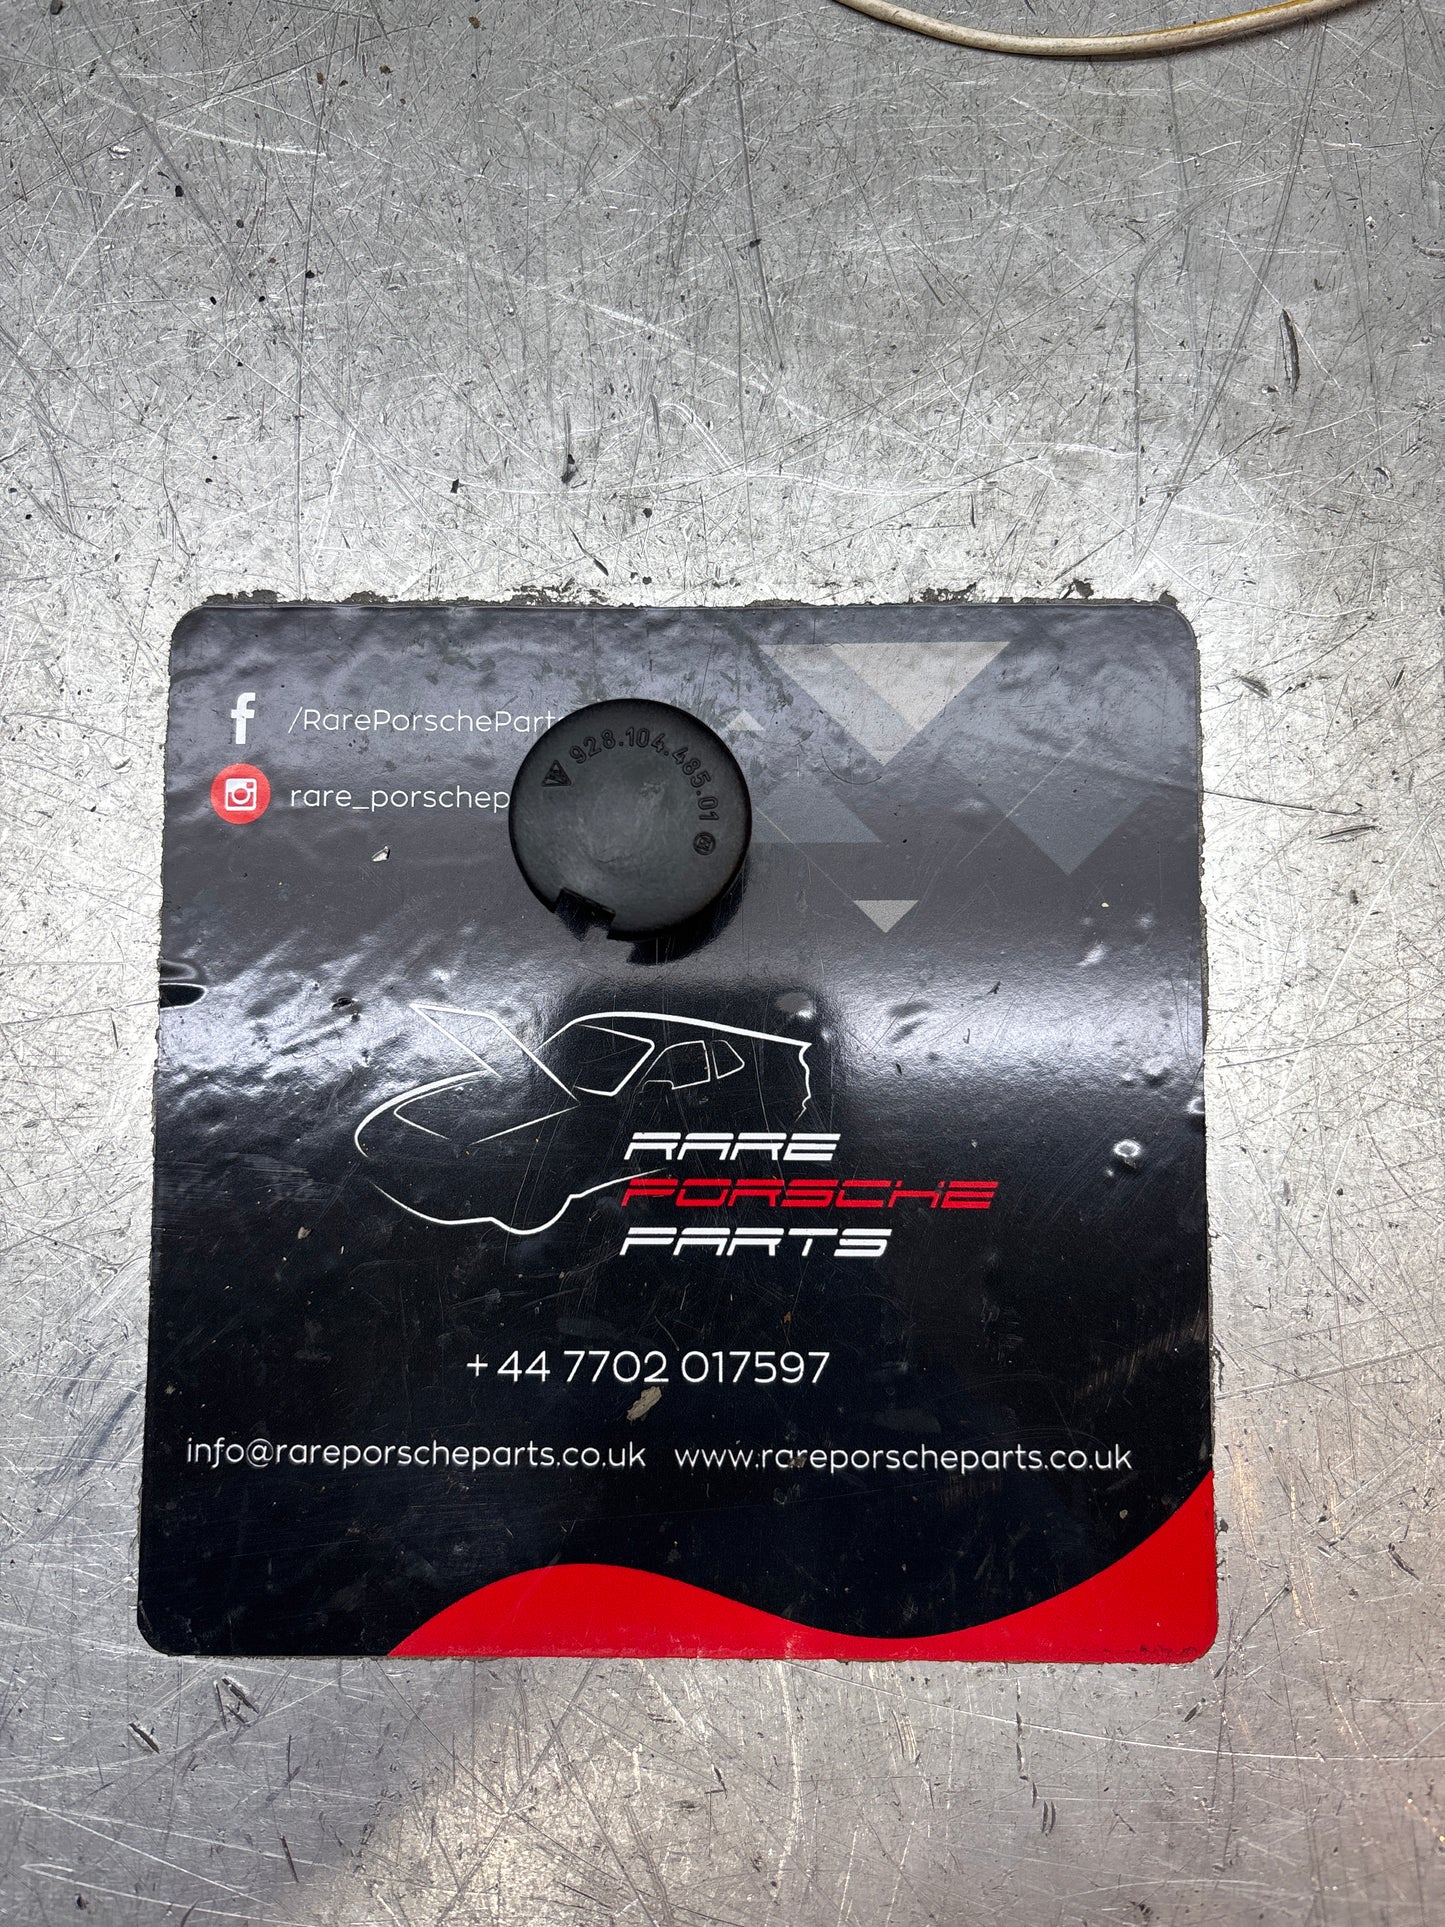 f /RarePorschePart
rare_porschep
928.104.485.01
RARE
PORSCHE
PARTS
+44 7702 017597
info@rareporscheparts.co.uk www.rareporscheparts.co.uk